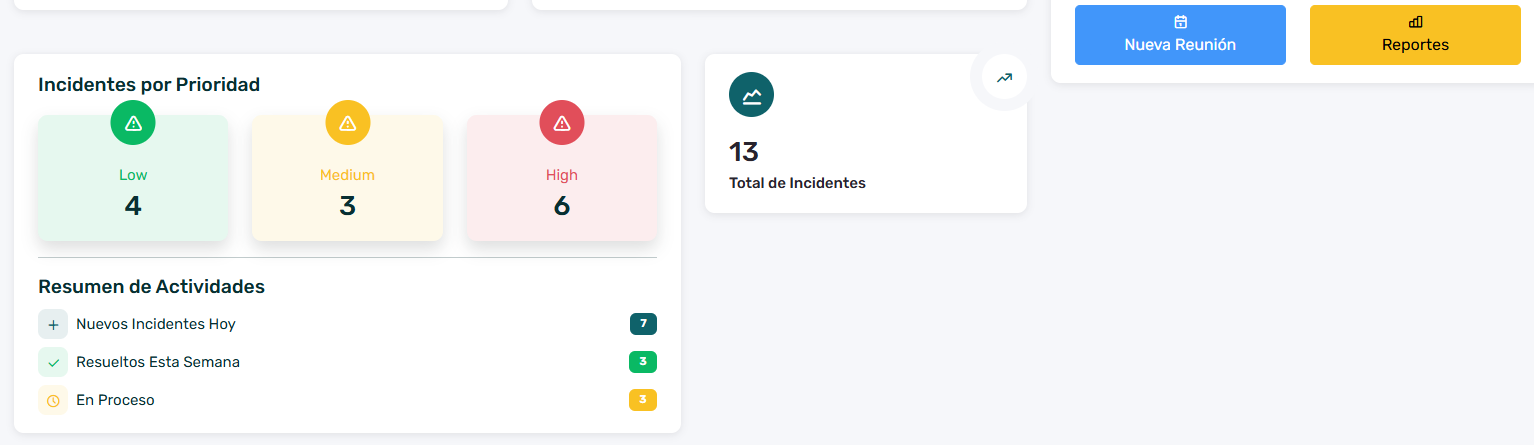 Nueva Reunión
Reportes
Incidentes por Prioridad
Low
4
Medium
3
High
6
13
Total de Incidentes
Resumen de Actividades
Nuevos Incidentes Hoy 7
Resueltos Esta Semana 3
En Proceso 3